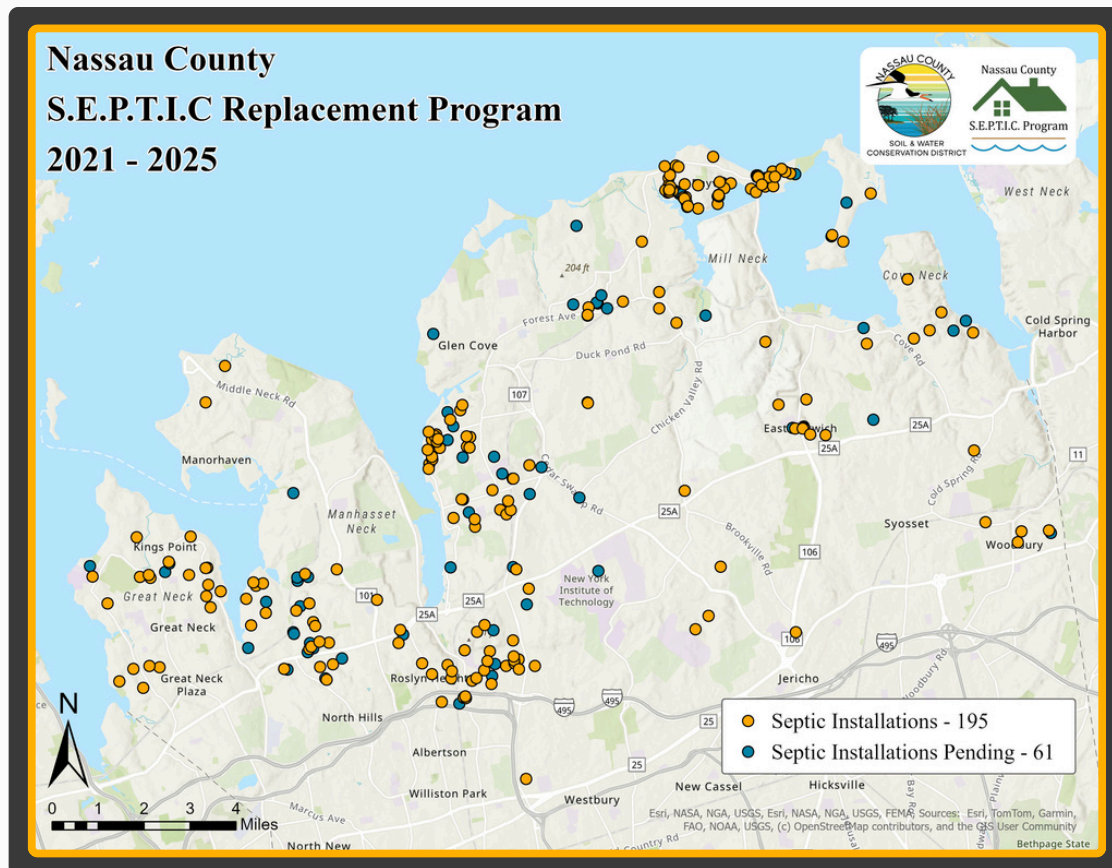 Nassau County
S.E.P.T.I.C Replacement Program
2021 - 2025
NASSAU COUNTY
SOIL & WATER
CONSERVATION DISTRICT
Nassau County
S.E.P.T.I.C. Program
West Neck
Mill Neck
204 ft
Cove Neck
Forest Ave
Glen Cove
Duck Pond Rd
Cove Rd
Cold Spring
Harbor
Middle Neck Rd
107
Chicken Valley Rd
25A
25A
11
Manorhaven
Manhasset
Neck
Cedar Swamp Rd
Cold Spring Rd
25A
Syosset
Brookville Rd
Woodbury
106
Kings Point
Great Neck
101
25A
25A
New York
Institute of
Technology
Great Neck
106
495
Woodbury Rd
Great Neck
Plaza
Roslyn Heights
Jericho
N
North Hills
495
495
25
Septic Installations - 195
Septic Installations Pending - 61
Albertson
25
Williston Park
Westbury
New Cassel
Hicksville
0 1 2 3 4
Miles
Marcus Ave
North New
Esri, NASA, NGA, USGS, Esri, NASA, NGA, USGS, FEMA, Sources: Esri, TomTom, Garmin,
FAO, NOAA, USGS, (c) OpenStreetMap contributors, and the GIS User Community
Bethpage State